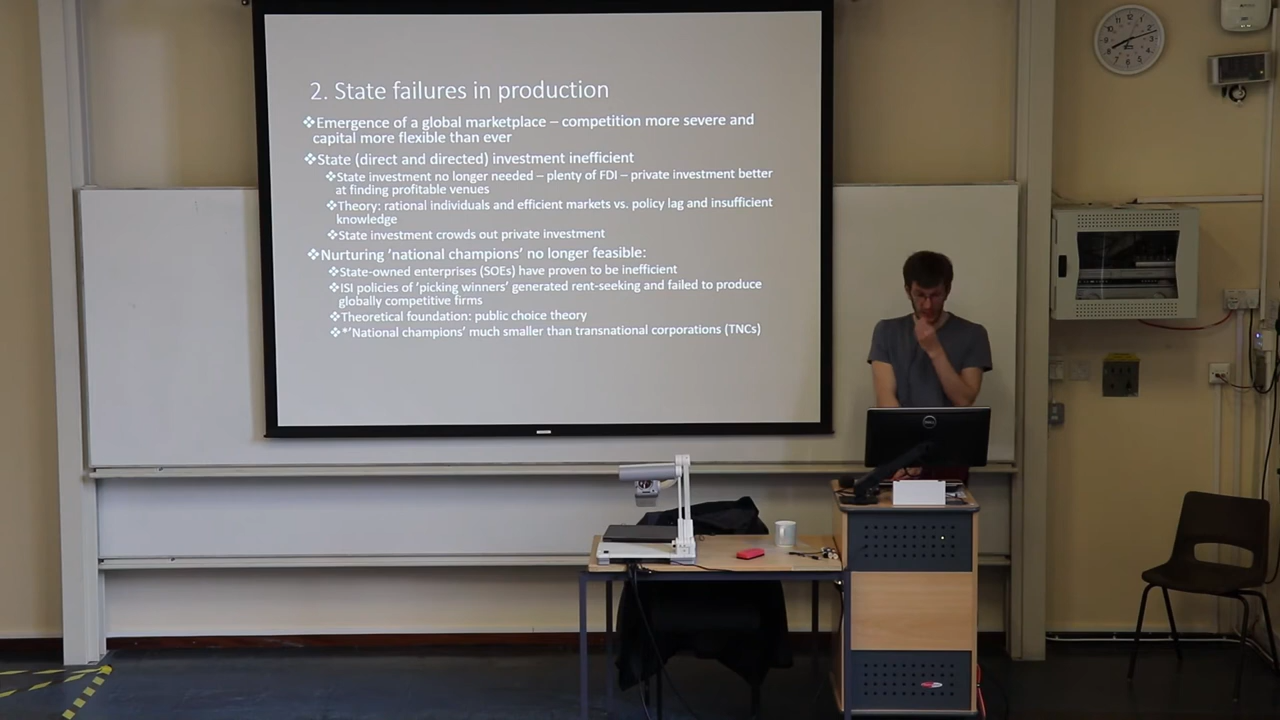 2. State failures in production
❖Emergence of a global marketplace – competition more severe and
capital more flexible than ever
❖State (direct and directed) investment inefficient
❖State investment no longer needed – plenty of FDI – private investment better
at finding profitable venues
❖Theory: rational individuals and efficient markets vs. policy lag and insufficient
knowledge
❖State investment crowds out private investment
❖Nurturing 'national champions' no longer feasible:
❖State-owned enterprises (SOEs) have proven to be inefficient
❖ISI policies of 'picking winners' generated rent-seeking and failed to produce
globally competitive firms
❖Theoretical foundation: public choice theory
❖*'National champions' much smaller than transnational corporations (TNCs)
DELL